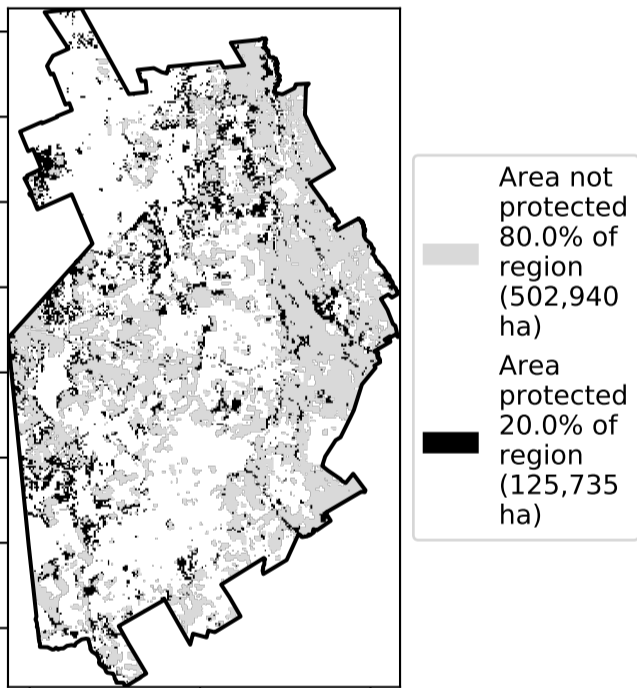 Area not
protected
80.0% of
region
(502,940
ha)
Area
protected
20.0% of
region
(125,735
ha)